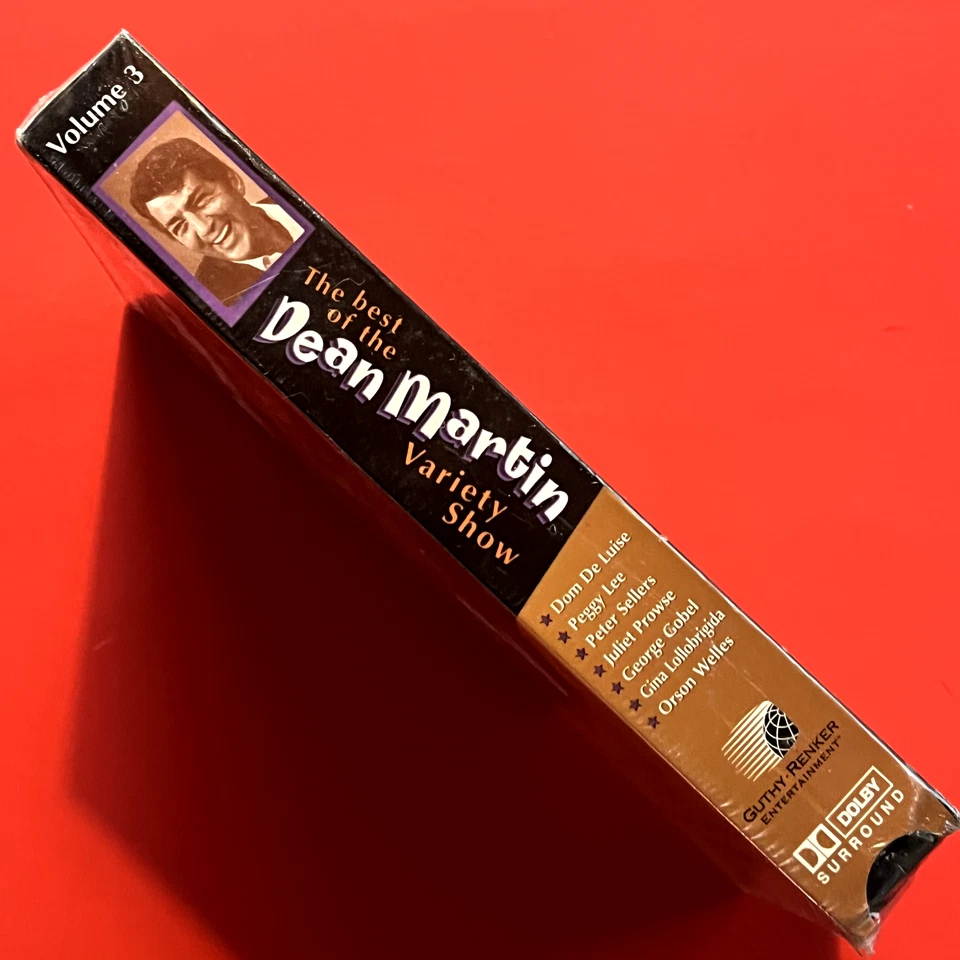 Volume 3
The best
of the
Dean Martin
Variety
Show
★ Dom De Luise
★ Peggy Lee
★ Peter Sellers
★ Juliet Prowse
★ George Gobel
★ Gina Lollobrigida
★ Orson Welles
GUTHY·RENKER
ENTERTAINMENT™
DOLBY
SURROUND